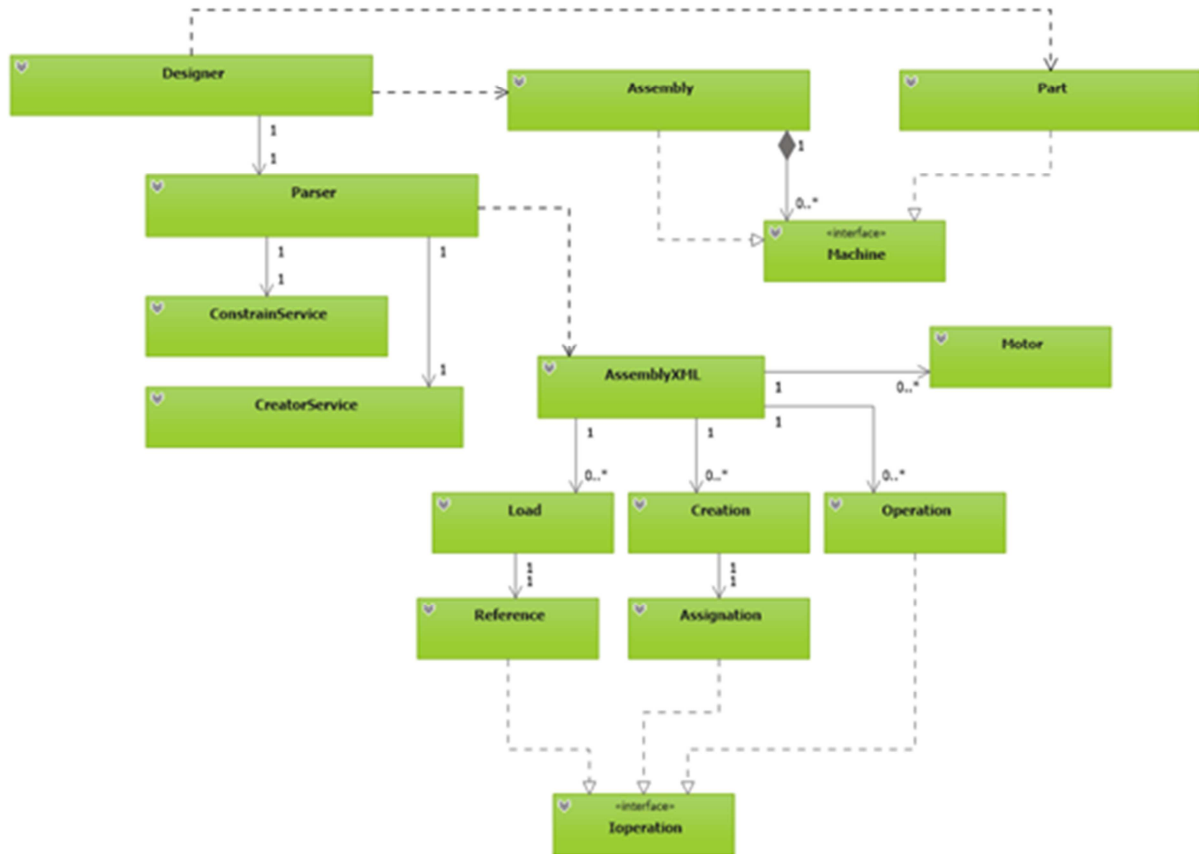 Designer
Assembly
Part
1
1
1
0..*
Parser
«interface»
Machine
1
1
1
1
ConstrainService
CreatorService
Motor
AssemblyXML
1
0..*
1
1
1
0..*
0..*
0..*
Load
Creation
Operation
1
1
1
1
Reference
Assignation
«interface»
Ioperation